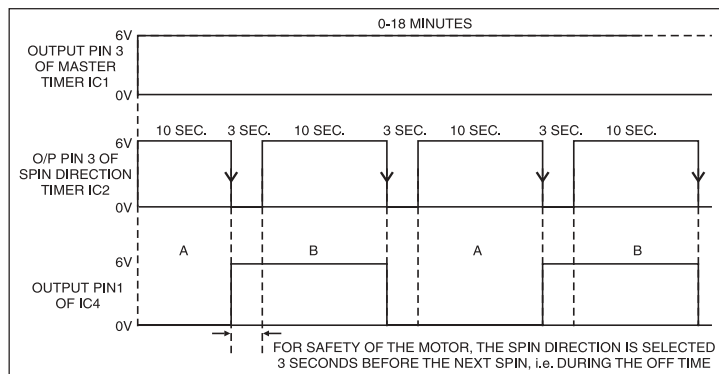 0-18 MINUTES
6V
OUTPUT PIN 3
OF MASTER
TIMER IC1
0V
10 SEC. 3 SEC. 10 SEC. 3 SEC. 10 SEC. 3 SEC. 10 SEC.
6V
O/P PIN 3 OF
SPIN DIRECTION
TIMER IC2
0V
A B A B
6V
OUTPUT PIN1
OF IC4
0V
FOR SAFETY OF THE MOTOR, THE SPIN DIRECTION IS SELECTED
3 SECONDS BEFORE THE NEXT SPIN, i.e. DURING THE OFF TIME